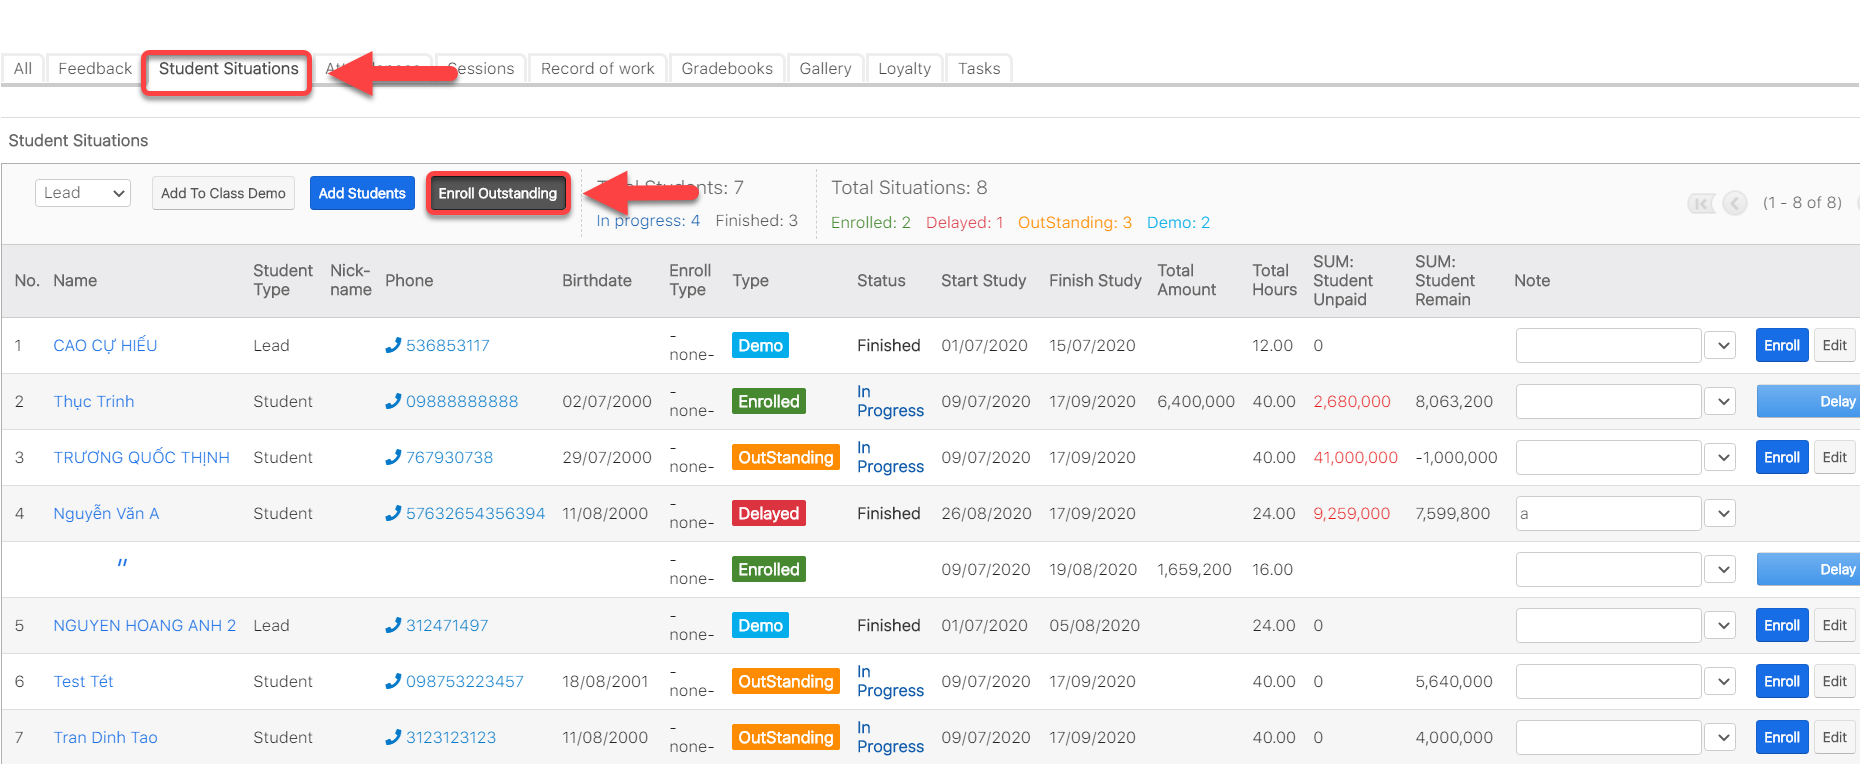 All Feedback Student Situations Sessions Record of work Gradebooks Gallery Loyalty Tasks
Student Situations
Lead Add To Class Demo Add Students Enroll Outstanding Students: 7 Total Situations: 8 (1 - 8 of 8)
In progress: 4 Finished: 3 Enrolled: 2 Delayed: 1 OutStanding: 3 Demo: 2
No. Name Student Type Nick-name Phone Birthdate Enroll Type Type Status Start Study Finish Study Total Amount Total Hours SUM: Student Unpaid SUM: Student Remain Note
1 CAO CỰ HIẾU Lead 536853117 -none- Demo Finished 01/07/2020 15/07/2020 12.00 0 Enroll Edit
2 Thục Trinh Student 09888888888 02/07/2000 -none- Enrolled In Progress 09/07/2020 17/09/2020 6,400,000 40.00 2,680,000 8,063,200 Delay
3 TRƯƠNG QUỐC THỊNH Student 767930738 29/07/2000 -none- OutStanding In Progress 09/07/2020 17/09/2020 40.00 41,000,000 -1,000,000 Enroll Edit
4 Nguyễn Văn A Student 57632654356394 11/08/2000 -none- Delayed Finished 26/08/2020 17/09/2020 24.00 9,259,000 7,599,800 a
" -none- Enrolled 09/07/2020 19/08/2020 1,659,200 16.00 Delay
5 NGUYEN HOANG ANH 2 Lead 312471497 -none- Demo Finished 01/07/2020 05/08/2020 24.00 0 Enroll Edit
6 Test Tét Student 098753223457 18/08/2001 -none- OutStanding In Progress 09/07/2020 17/09/2020 40.00 0 5,640,000 Enroll Edit
7 Tran Dinh Tao Student 3123123123 11/08/2000 -none- OutStanding In Progress 09/07/2020 17/09/2020 40.00 0 4,000,000 Enroll Edit